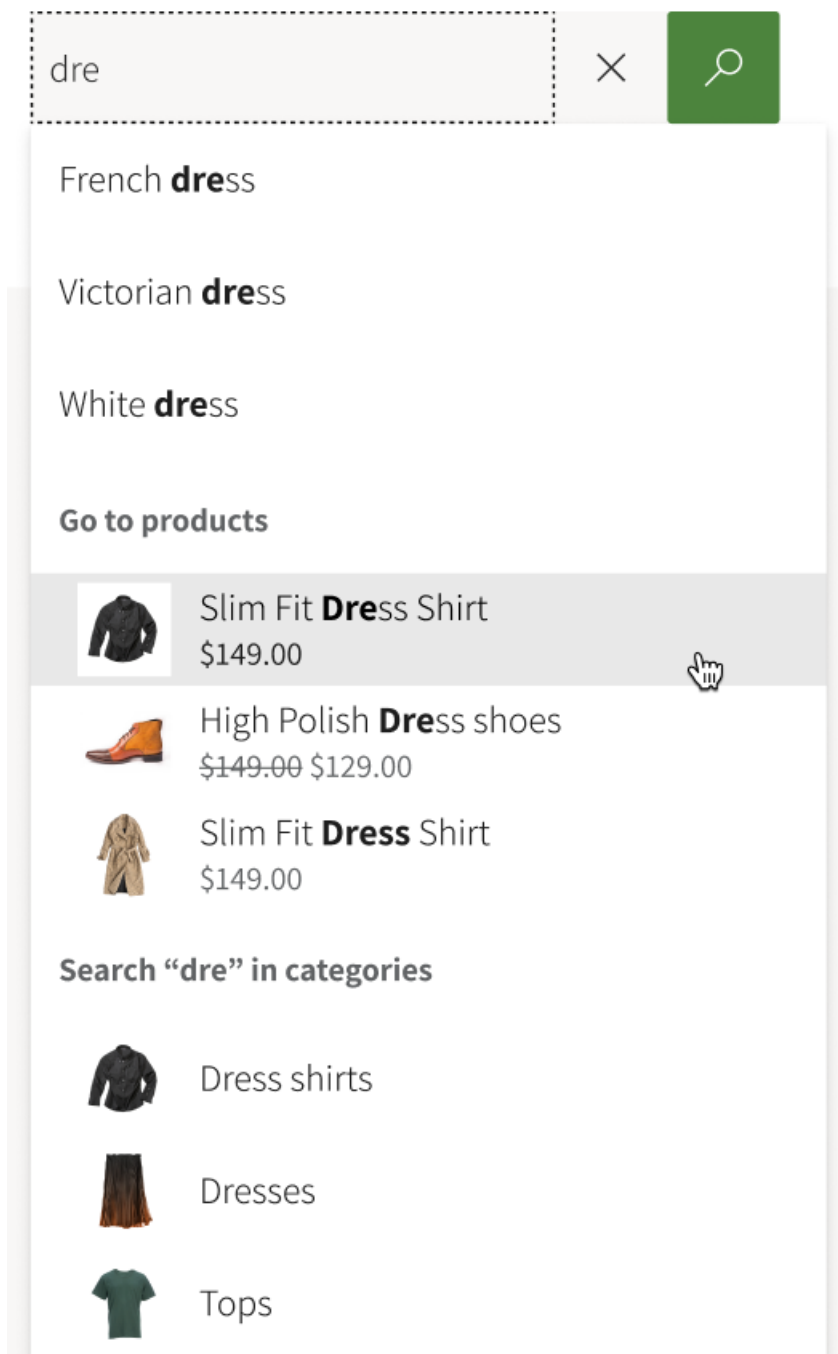 dre
French dress
Victorian dress
White dress
Go to products
Slim Fit Dress Shirt
$149.00
High Polish Dress shoes
$149.00 $129.00
Slim Fit Dress Shirt
$149.00
Search “dre” in categories
Dress shirts
Dresses
Tops